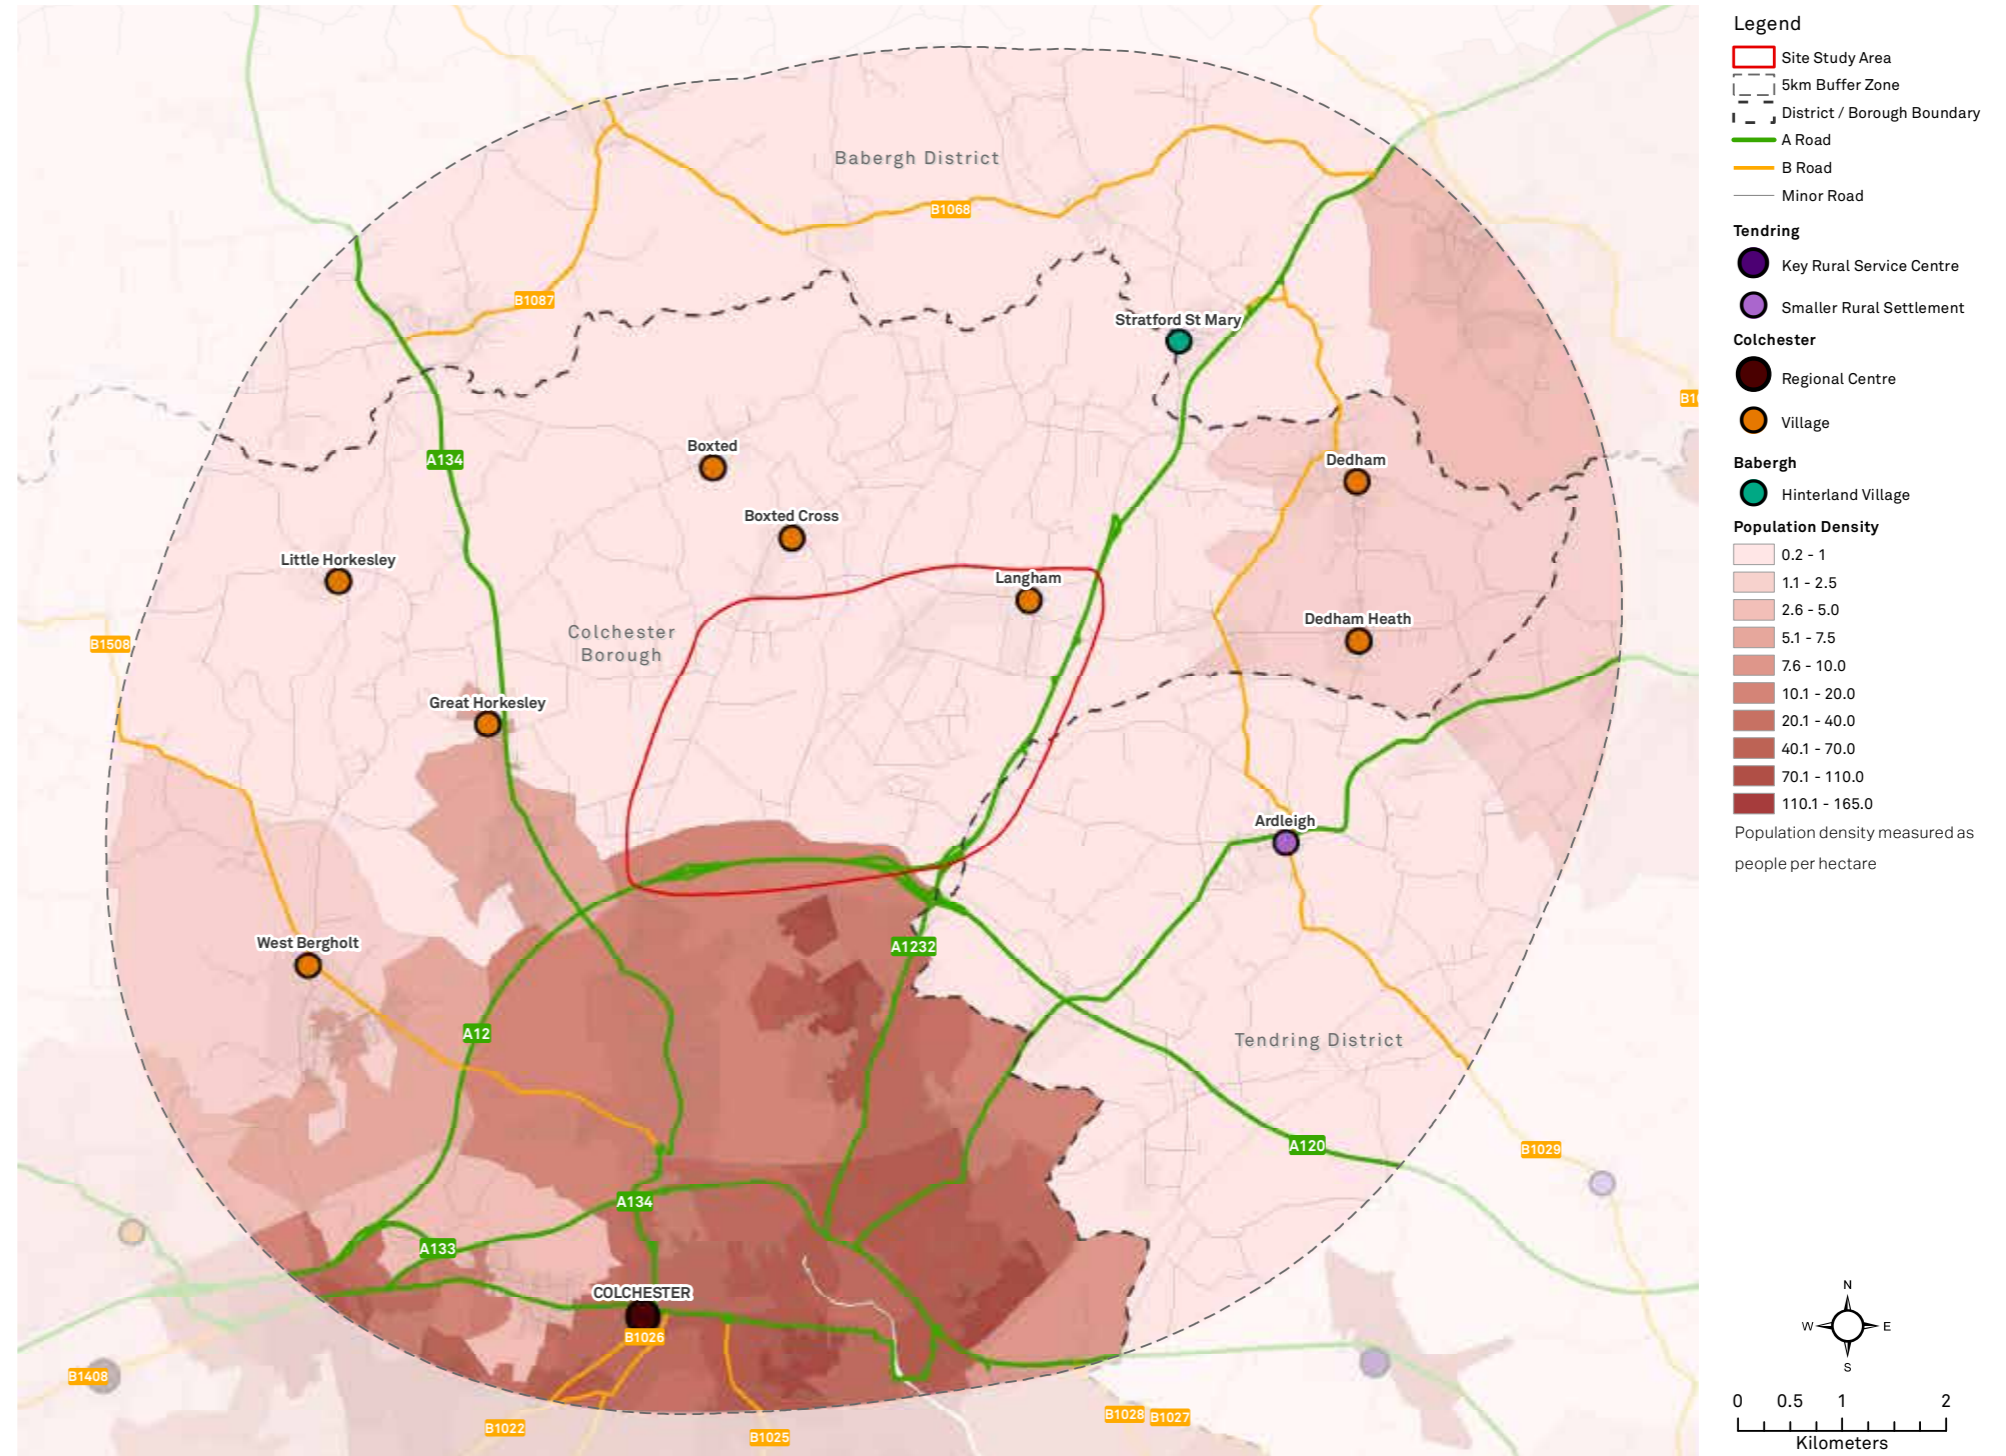 Babergh District
B1068
B1087
Stratford St Mary
A134
Boxted
Dedham
Boxted Cross
Little Horkesley
Langham
Dedham Heath
Colchester
Borough
B1508
Great Horkesley
Ardleigh
West Bergholt
A1232
A12
Tendring District
A120
B1029
A134
A133
COLCHESTER
B1026
B1408
B1022
B1025
B1028
B1027
Legend
Site Study Area
5km Buffer Zone
District / Borough Boundary
A Road
B Road
Minor Road
Tendring
Key Rural Service Centre
Smaller Rural Settlement
Colchester
Regional Centre
Village
Babergh
Hinterland Village
Population Density
0.2 - 1
1.1 - 2.5
2.6 - 5.0
5.1 - 7.5
7.6 - 10.0
10.1 - 20.0
20.1 - 40.0
40.1 - 70.0
70.1 - 110.0
110.1 - 165.0
Population density measured as
people per hectare
N
W E
S
0 0.5 1 2
Kilometers